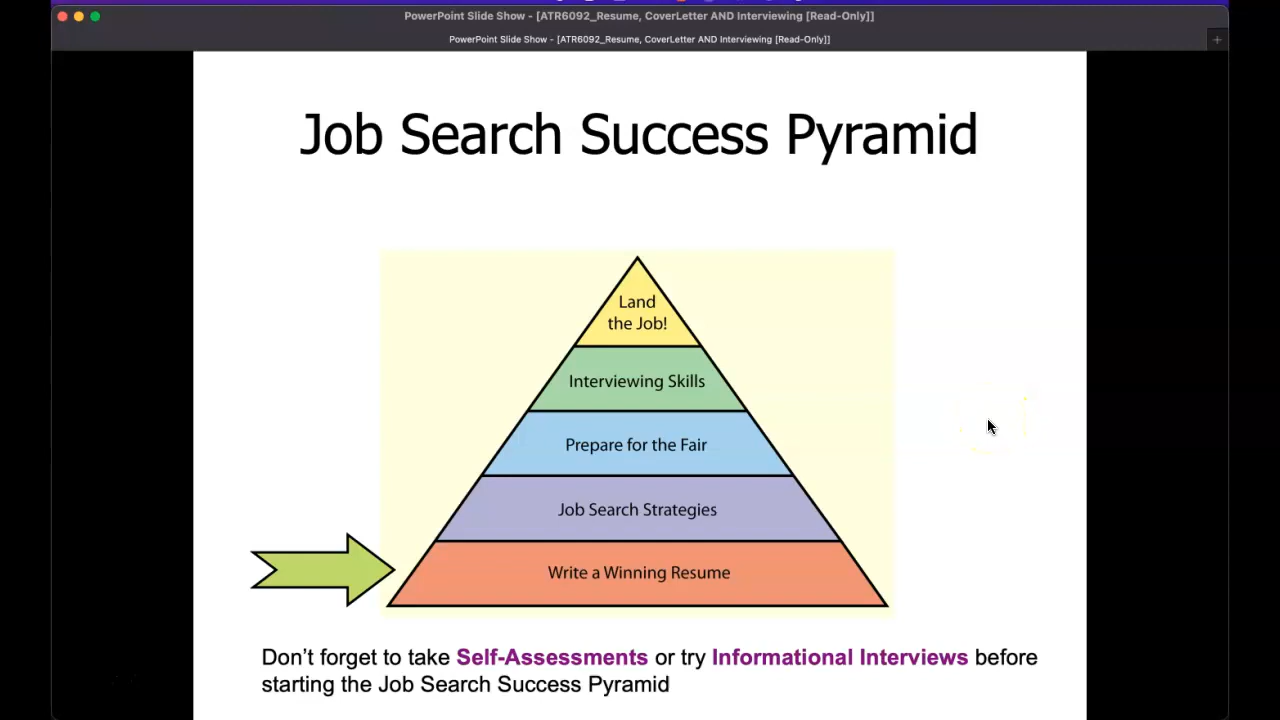 PowerPoint Slide Show - [ATR6092_Resume, CoverLetter AND Interviewing [Read-Only]]
PowerPoint Slide Show - [ATR6092_Resume, CoverLetter AND Interviewing [Read-Only]]
Job Search Success Pyramid
Land
the Job!
Interviewing Skills
Prepare for the Fair
Job Search Strategies
Write a Winning Resume
Don’t forget to take Self-Assessments or try Informational Interviews before
starting the Job Search Success Pyramid